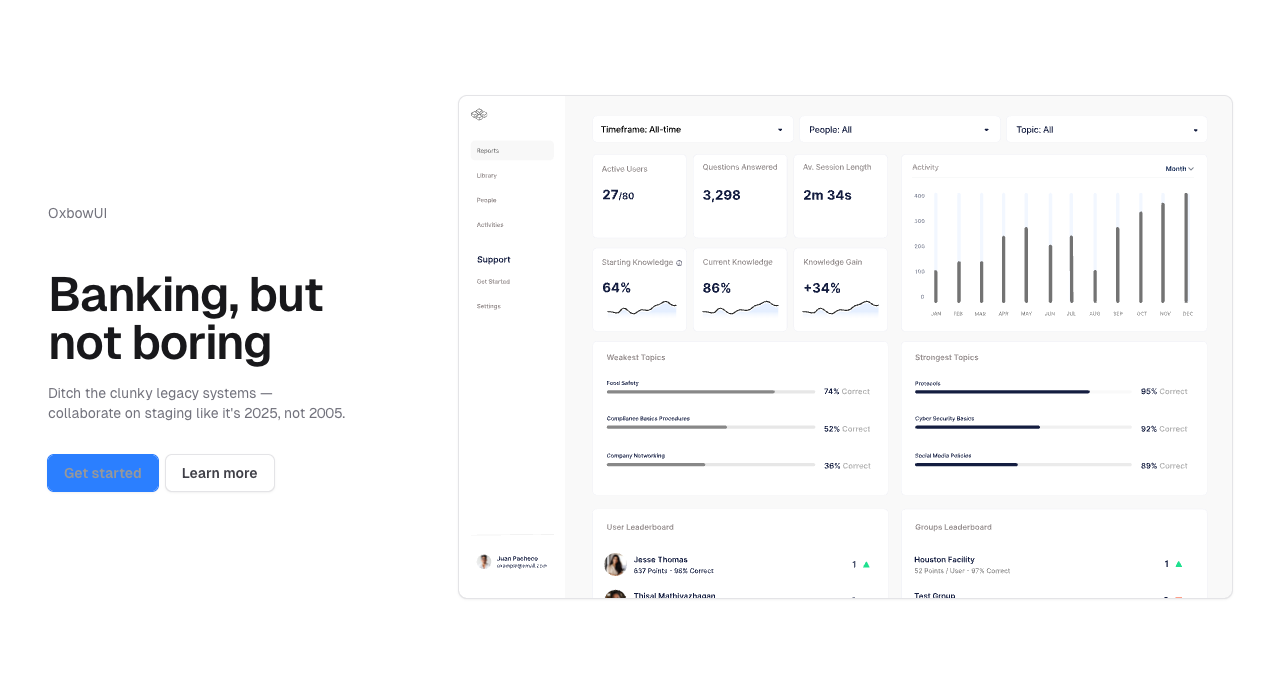 OxbowUI
Banking, but
not boring
Ditch the clunky legacy systems —
collaborate on staging like it's 2025, not 2005.
Get started
Learn more
Reports
Library
People
Activities
Support
Get Started
Settings
Juan Pacheco
example@email.com
Timeframe: All-time
People: All
Topic: All
Active Users
27/80
Questions Answered
3,298
Av. Session Length
2m 34s
Starting Knowledge
64%
Current Knowledge
86%
Knowledge Gain
+34%
Activity
Month
400
300
200
100
0
JAN FEB MAR APR MAY JUN JUL AUG SEP OCT NOV DEC
Weakest Topics
Food Safety
74% Correct
Compliance Basics Procedures
52% Correct
Company Networking
36% Correct
Strongest Topics
Protocols
95% Correct
Cyber Security Basics
92% Correct
Social Media Policies
89% Correct
User Leaderboard
Jesse Thomas
637 Points - 98% Correct
1
Thisal Mathiyazhagan
Groups Leaderboard
Houston Facility
52 Points / User - 97% Correct
1
Test Group